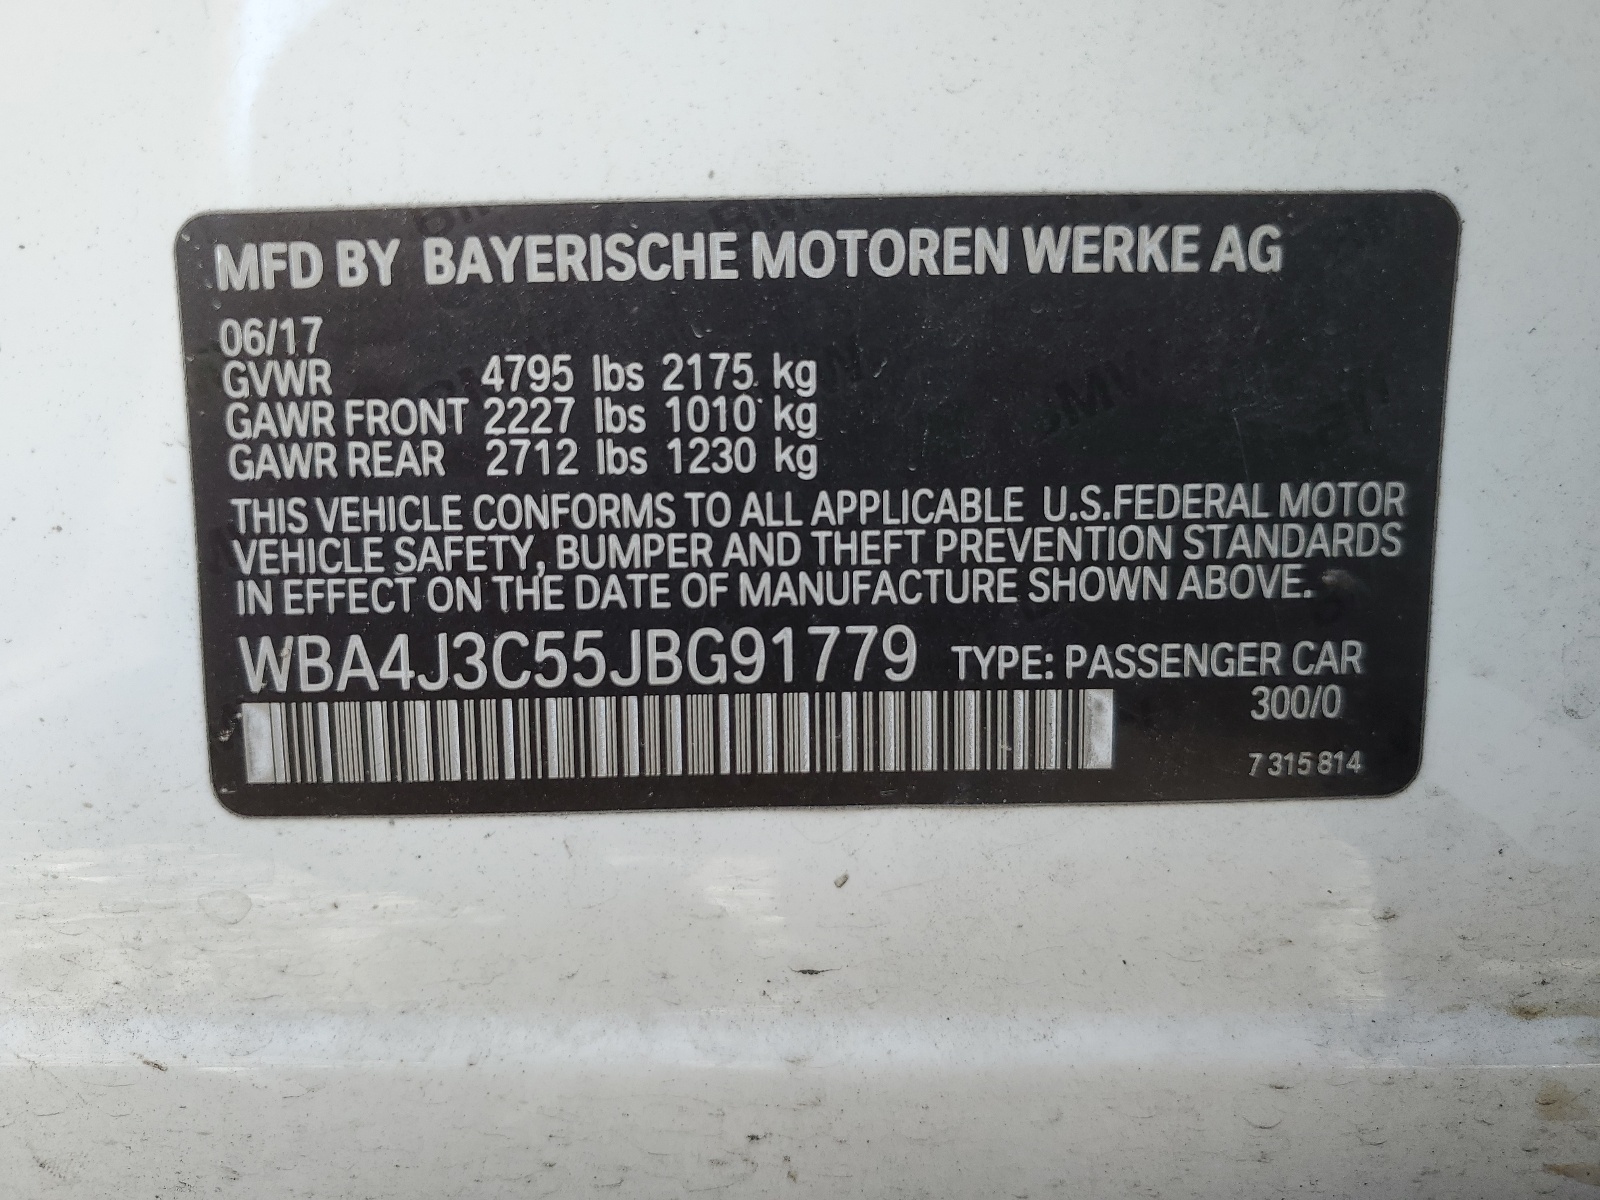 MFD BY BAYERISCHE MOTOREN WERKE AG
06/17
GVWR 4795 lbs 2175 kg
GAWR FRONT 2227 lbs 1010 kg
GAWR REAR 2712 lbs 1230 kg
THIS VEHICLE CONFORMS TO ALL APPLICABLE U.S.FEDERAL MOTOR
VEHICLE SAFETY, BUMPER AND THEFT PREVENTION STANDARDS
IN EFFECT ON THE DATE OF MANUFACTURE SHOWN ABOVE.
WBA4J3C55JBG91779 TYPE: PASSENGER CAR
300/0
7 315 814